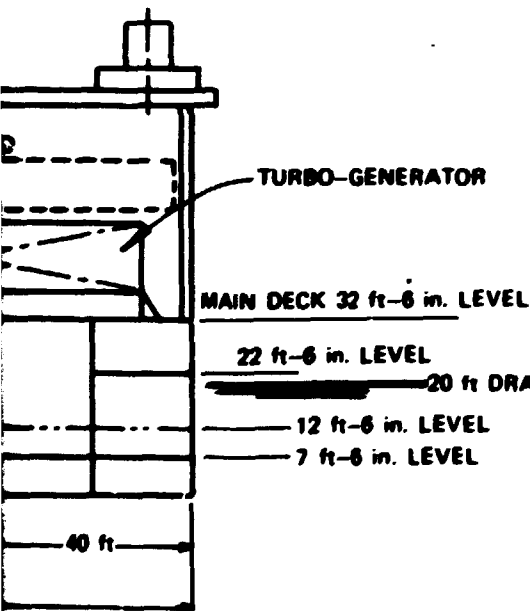 TURBO-GENERATOR
MAIN DECK 32 ft-6 in. LEVEL
22 ft-6 in. LEVEL
20 ft DRA
12 ft-6 in. LEVEL
7 ft-6 in. LEVEL
40 ft